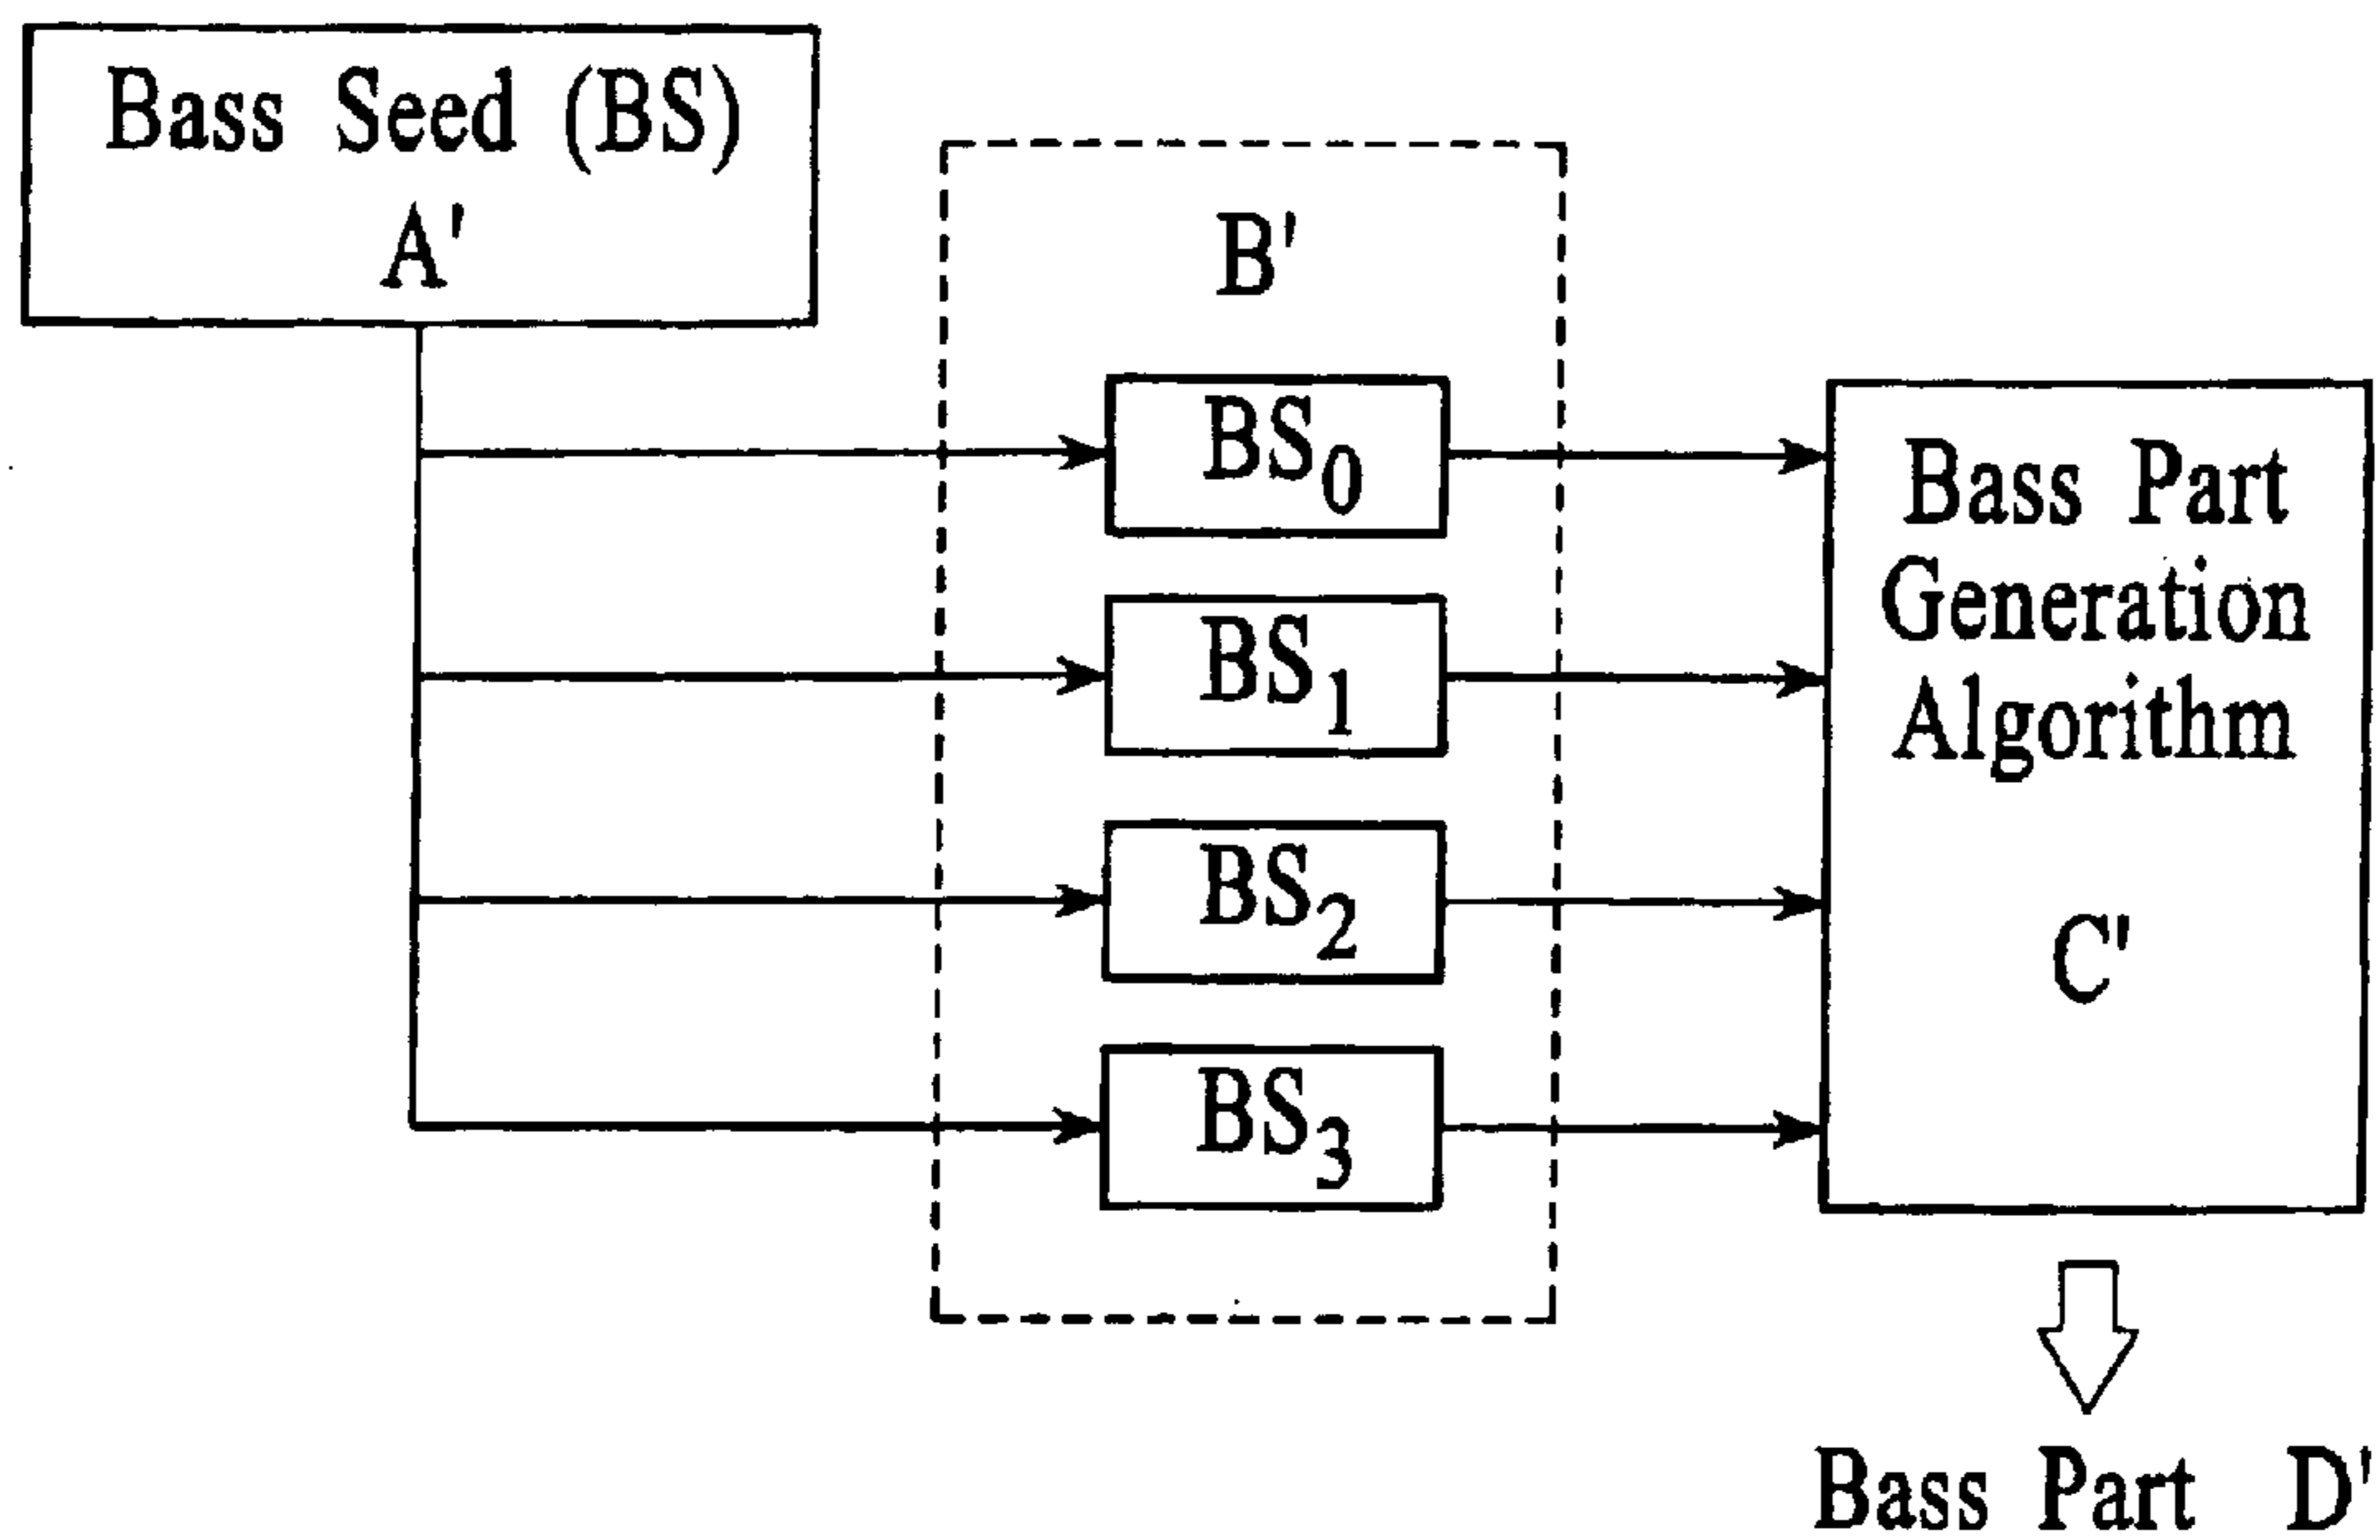 Bass Seed (BS)
A'
B'
BS₀
BS₁
BS₂
BS₃
Bass Part
Generation
Algorithm
C'
Bass Part D'